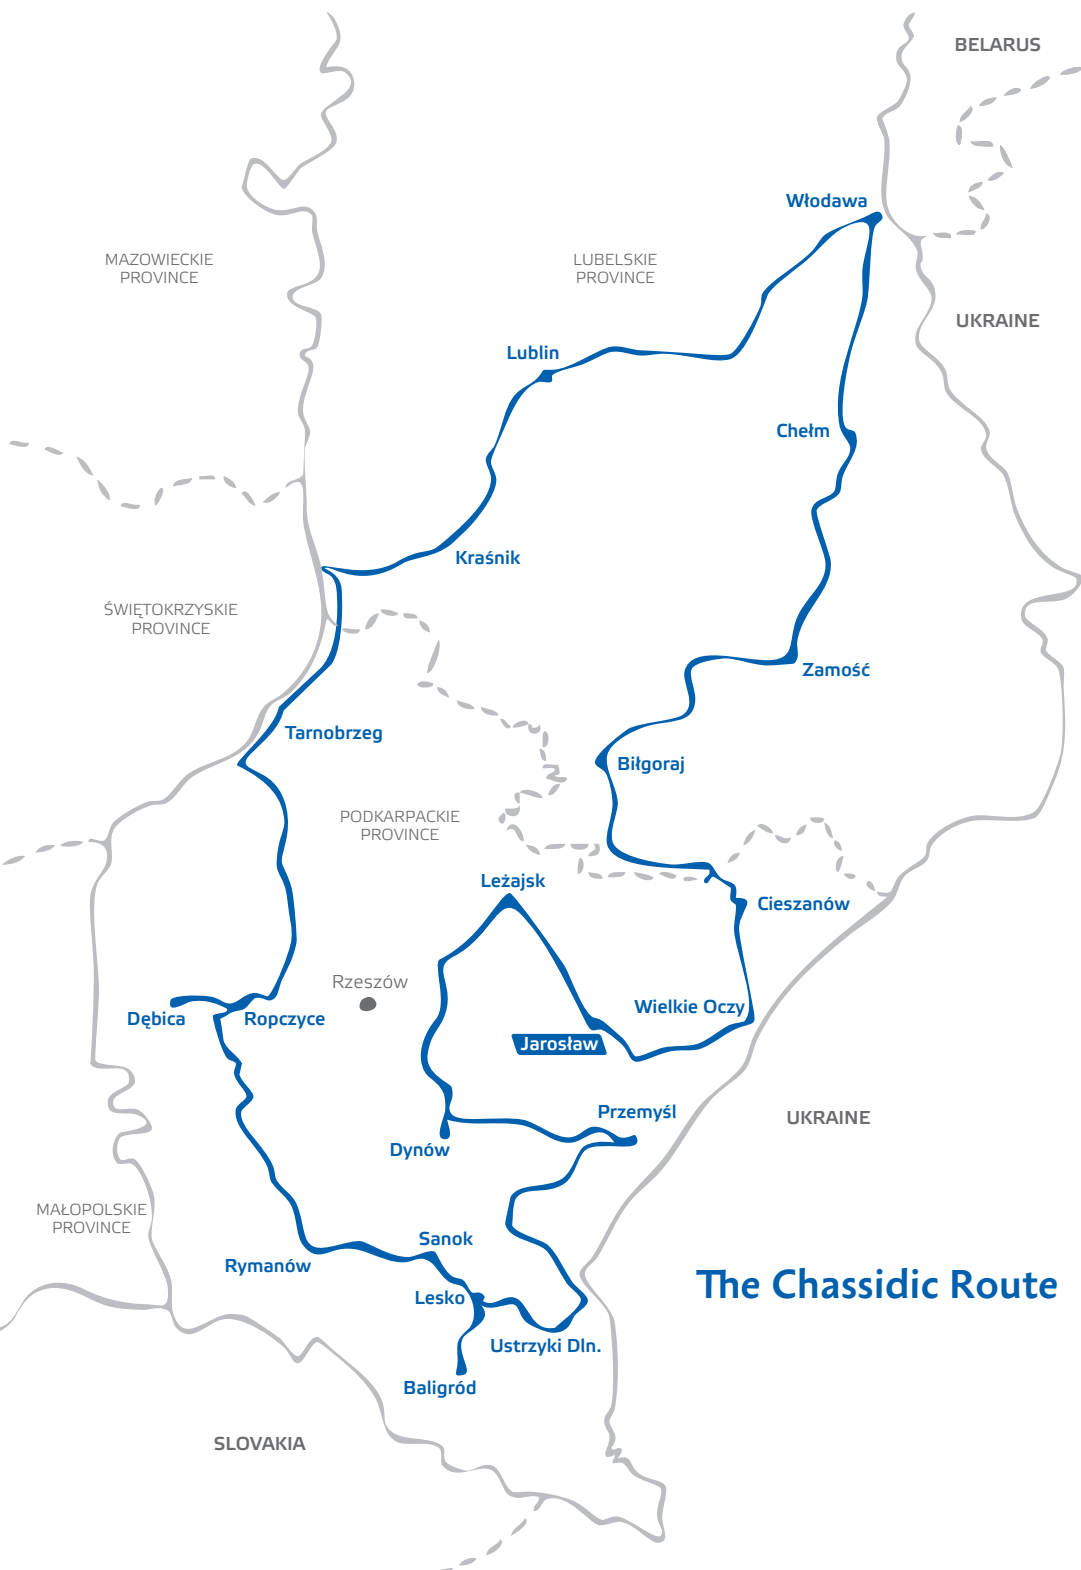 BELARUS
Włodawa
MAZOWIECKIE
PROVINCE
LUBELSKIE
PROVINCE
UKRAINE
Lublin
Chełm
Kraśnik
ŚWIĘTOKRZYSKIE
PROVINCE
Zamość
Tarnobrzeg
Biłgoraj
PODKARPACKIE
PROVINCE
Leżajsk
Cieszanów
Rzeszów
Wielkie Oczy
Dębica
Ropczyce
Jarosław
Przemyśl
UKRAINE
Dynów
MAŁOPOLSKIE
PROVINCE
Sanok
Rymanów
The Chassidic Route
Lesko
Ustrzyki Dln.
Baligród
SLOVAKIA